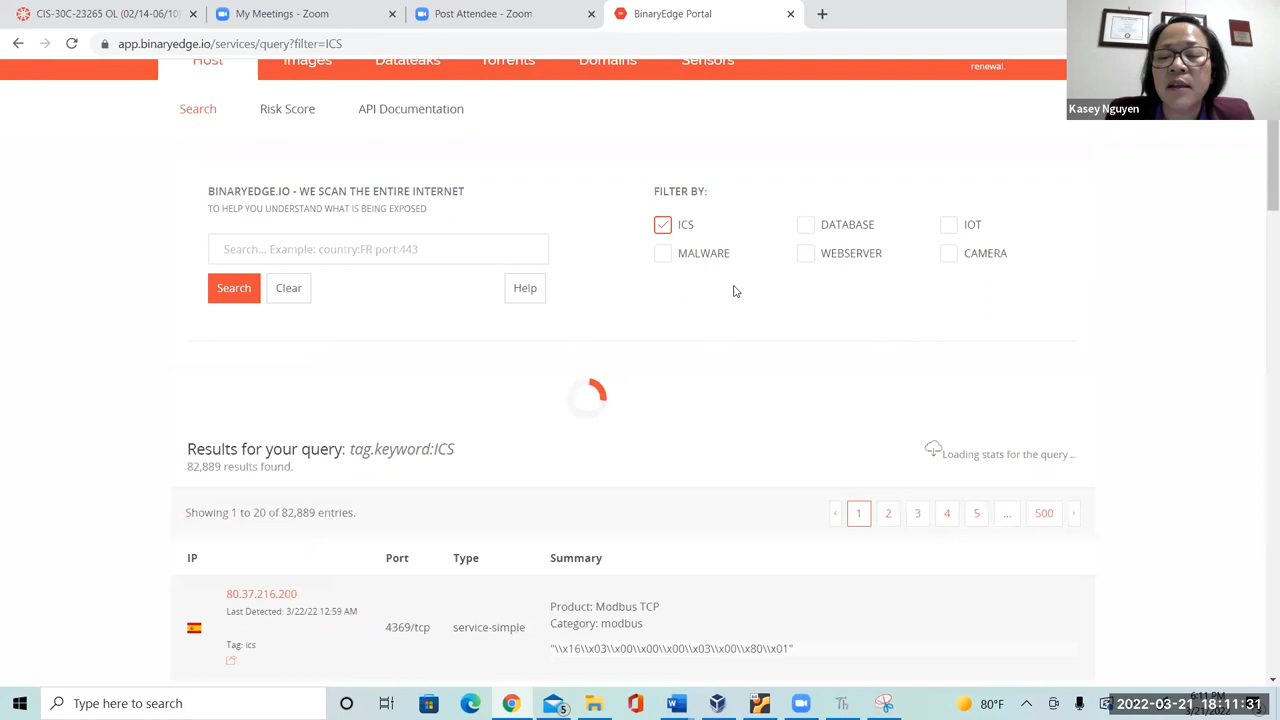 CIS-30C-23265 OL (02/14-06/10)
My Meetings - Zoom
Post Attendee - Zoom
BinaryEdge Portal
app.binaryedge.io/services/query?filter=ICS
Host
Images
Dataleaks
Torrents
Domains
Sensors
renewal.
Kasey Nguyen
Search
Risk Score
API Documentation
BINARYEDGE.IO - WE SCAN THE ENTIRE INTERNET
TO HELP YOU UNDERSTAND WHAT IS BEING EXPOSED
Search... Example: country:FR port:443
Search
Clear
Help
FILTER BY:
ICS
DATABASE
IOT
MALWARE
WEBSERVER
CAMERA
Results for your query: tag.keyword:ICS
82,889 results found.
Loading stats for the query ..
Showing 1 to 20 of 82,889 entries.
‹ 1 2 3 4 5 ... 500 ›
IP Port Type Summary
80.37.216.200
Last Detected: 3/22/22 12:59 AM
Tag: ics
4369/tcp
service-simple
Product: Modbus TCP
Category: modbus
"\\x16\\x03\\x00\\x00\\x00\\x03\\x00\\x80\\x01"
Type here to search
5
80°F
6:11 PM
2022-03-21 18:11:31
3/21/2022